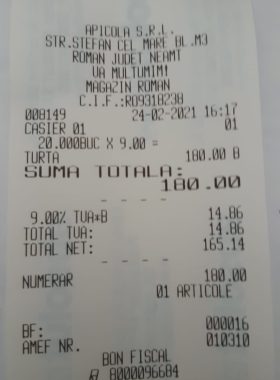 APICOLA S.R.L.
STR.STEFAN CEL MARE BL.M3
ROMAN JUDET NEAMT
VA MULTUMIM!
MAGAZIN ROMAN
C.I.F.:RO9318238
008149 24-02-2021 16:17
CASIER 01 01
20.000BUC X 9.00 =
TURTA 180.00 B
SUMA TOTALA:
180.00
- - - -
9.00% TVA*B 14.86
TOTAL TVA: 14.86
TOTAL NET: 165.14
- - - -
NUMERAR 180.00
01 ARTICOLE
BF: 000016
AMEF NR. 010310
BON FISCAL
8000096684